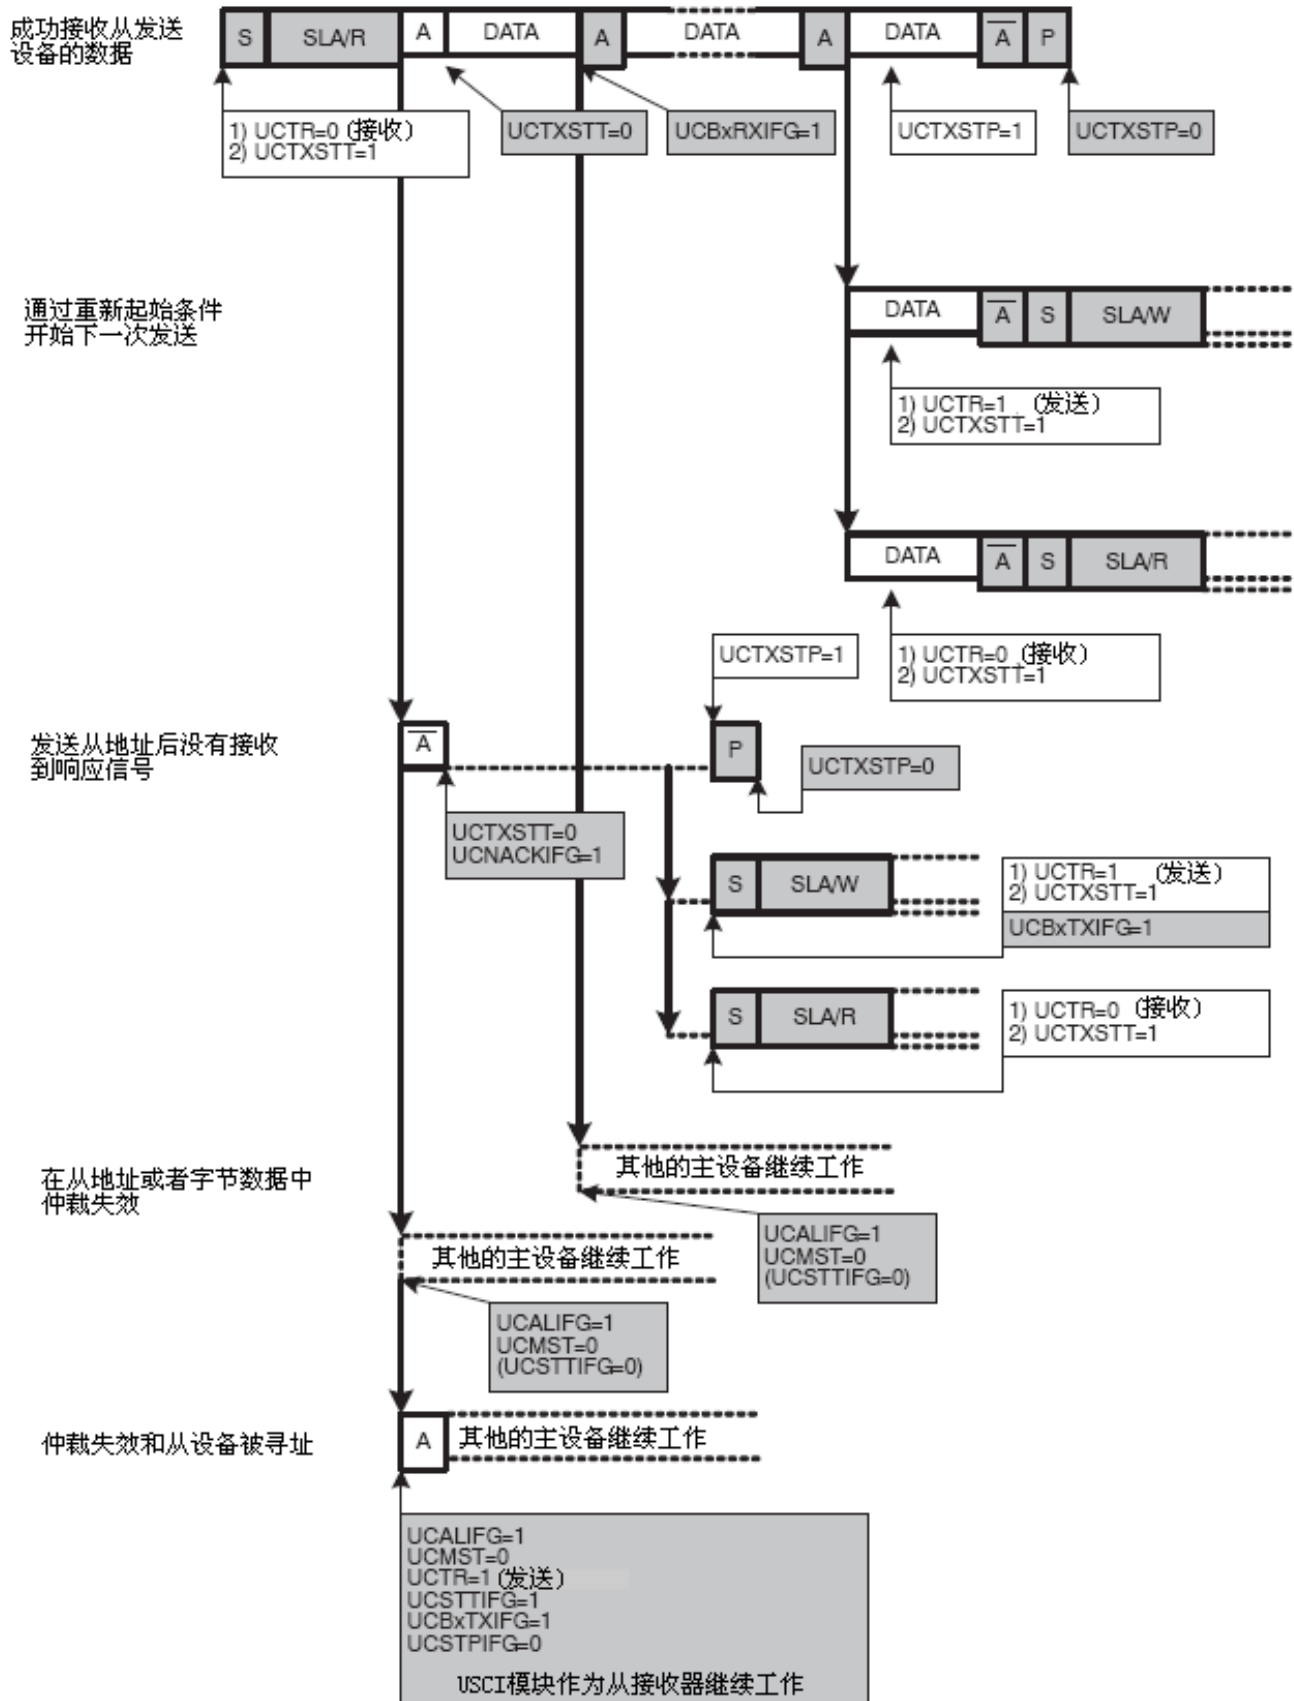 成功接收从发送
设备的数据
S SLA/R A DATA A DATA A DATA A P
1) UCTR=0 (接收)
2) UCTXSTT=1
UCTXSTT=0
UCBxRXIFG=1
UCTXSTP=1
UCTXSTP=0
通过重新起始条件
开始下一次发送
DATA A S SLA/W
1) UCTR=1 (发送)
2) UCTXSTT=1
DATA A S SLA/R
1) UCTR=0 (接收)
2) UCTXSTT=1
UCTXSTP=1
发送从地址后没有接收
到响应信号
A
P
UCTXSTP=0
UCTXSTT=0
UCNACKIFG=1
S SLA/W
1) UCTR=1 (发送)
2) UCTXSTT=1
UCBxTXIFG=1
S SLA/R
1) UCTR=0 (接收)
2) UCTXSTT=1
在从地址或者字节数据中
仲裁失效
其他的主设备继续工作
UCALIFG=1
UCMST=0
(UCSTTIFG=0)
其他的主设备继续工作
UCALIFG=1
UCMST=0
(UCSTTIFG=0)
仲裁失效和从设备被寻址
A 其他的主设备继续工作
UCALIFG=1
UCMST=0
UCTR=1 (发送)
UCSTTIFG=1
UCBxTXIFG=1
UCSTPIFG=0
USCI模块作为从接收器继续工作